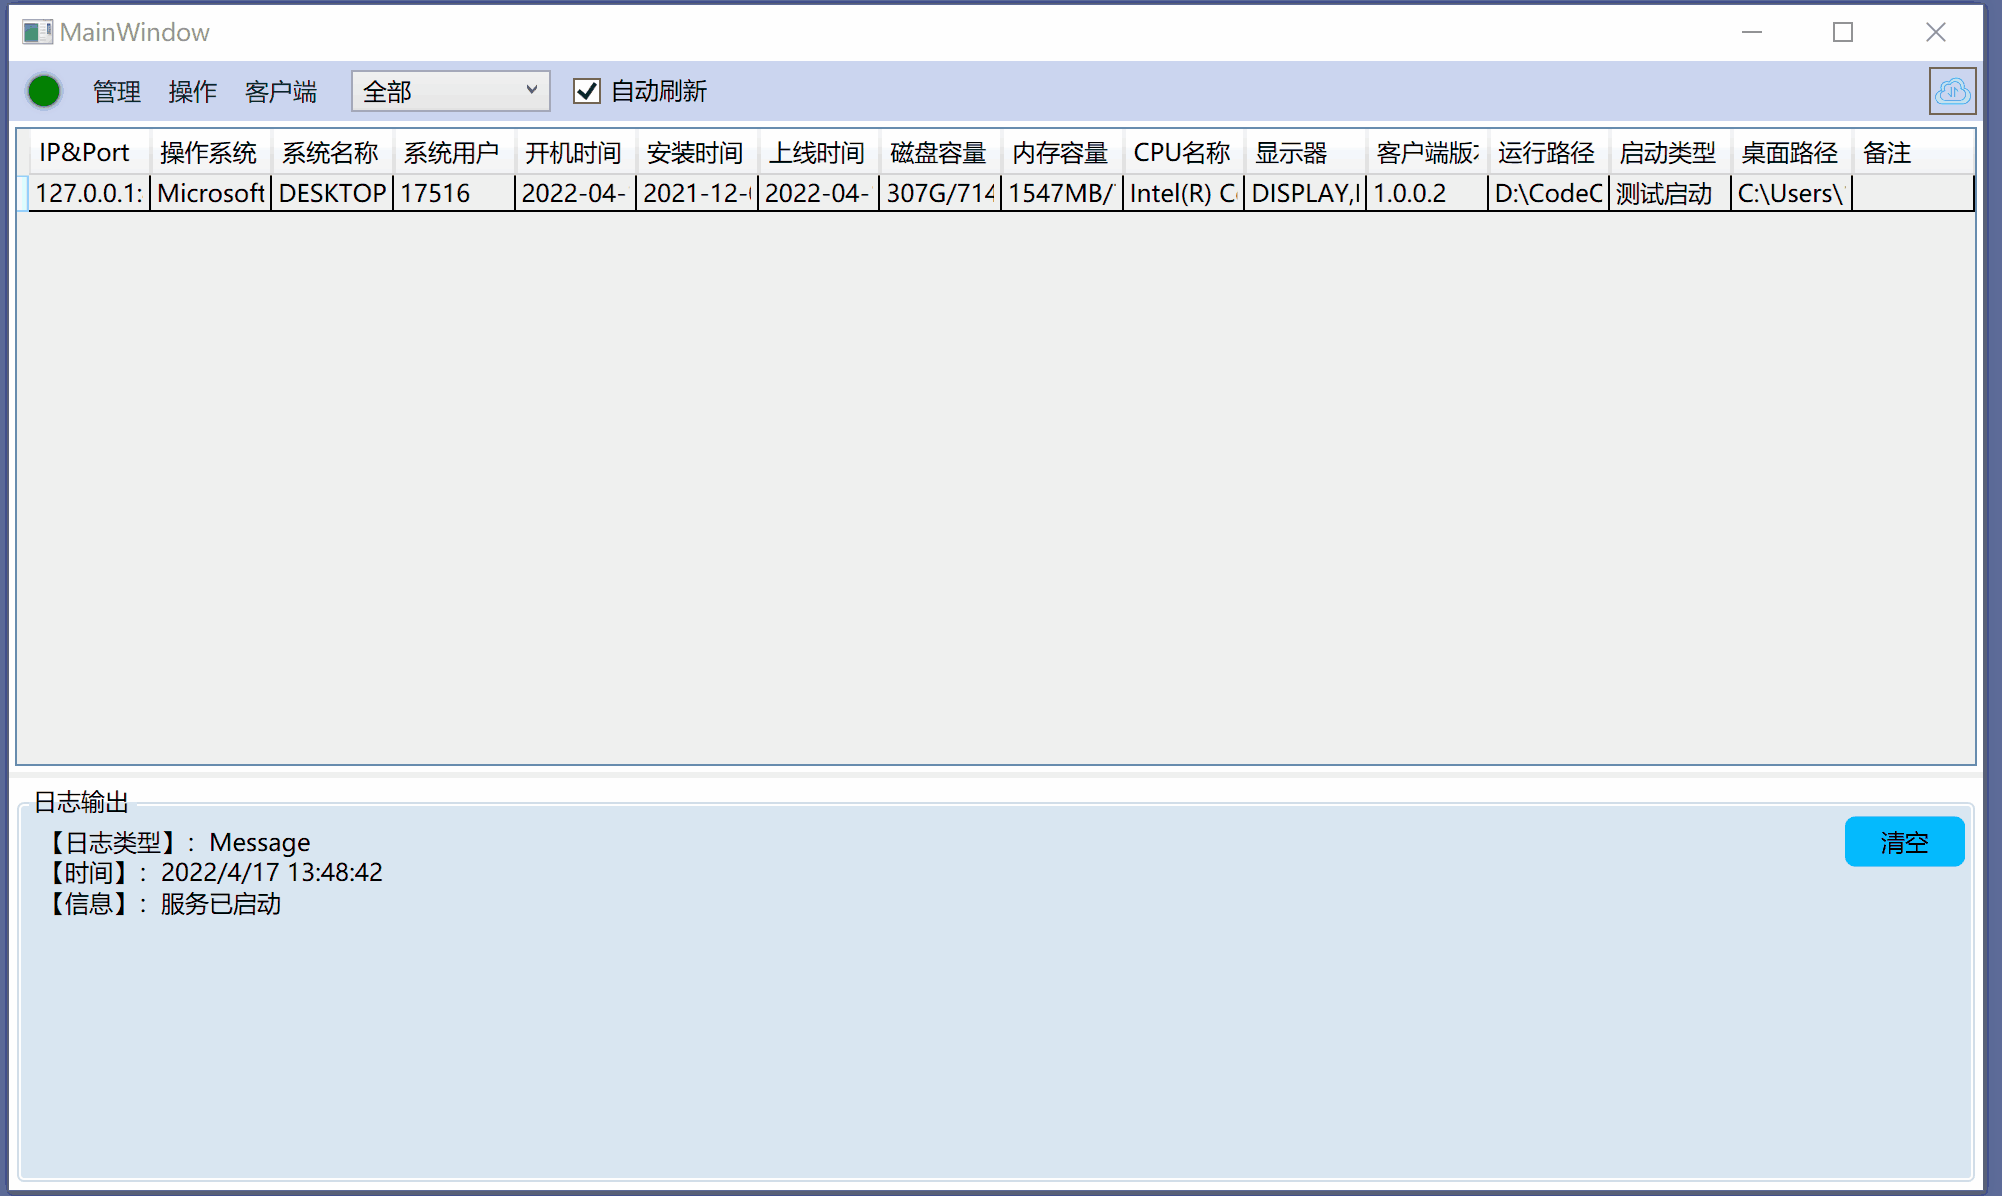 MainWindow
管理 操作 客户端 全部 自动刷新
IP&Port 操作系统 系统名称 系统用户 开机时间 安装时间 上线时间 磁盘容量 内存容量 CPU名称 显示器 客户端版 运行路径 启动类型 桌面路径 备注
127.0.0.1: Microsoft DESKTOP 17516 2022-04- 2021-12- 2022-04- 307G/714 1547MB/ Intel(R) C DISPLAY, 1.0.0.2 D:\CodeC 测试启动 C:\Users\
日志输出
【日志类型】: Message
【时间】: 2022/4/17 13:48:42
【信息】: 服务已启动
清空